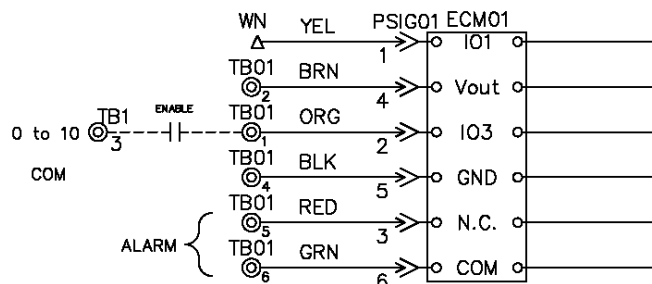 WN YEL PSIG01 ECM01
1 IO1
TB01 BRN
2 4 Vout
0 to 10 TB1 3 ENABLE TB01 1 ORG 2 IO3
COM TB01 4 BLK 5 GND
TB01 5 RED 3 N.C.
ALARM
TB01 6 GRN 6 COM